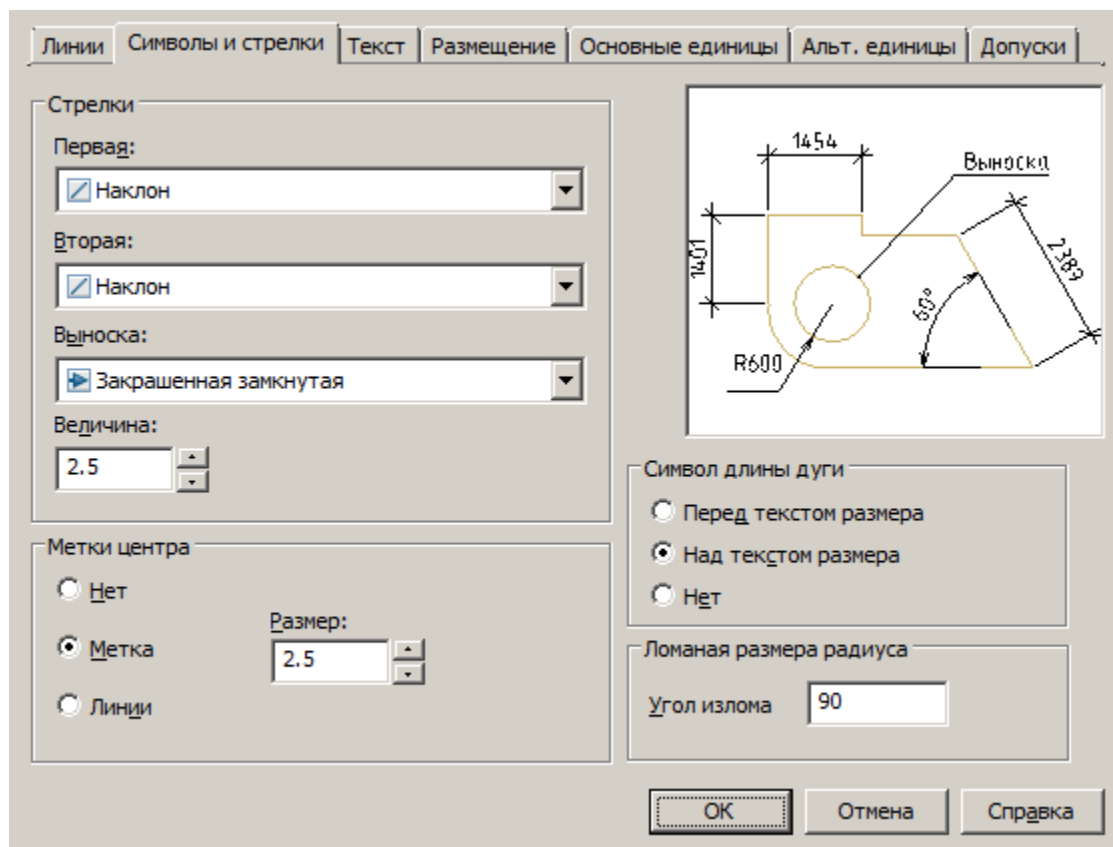 Линии Символы и стрелки Текст Размещение Основные единицы Альт. единицы Допуски
Стрелки
Первая:
Наклон
Вторая:
Наклон
Выноска:
Закрашенная замкнутая
Величина:
2.5
Метки центра
Нет
Метка
Линии
Размер:
2.5
1454
Выноска
1401
2389
60°
R600
Символ длины дуги
Перед текстом размера
Над текстом размера
Нет
Ломаная размера радиуса
Угол излома 90
OK Отмена Справка